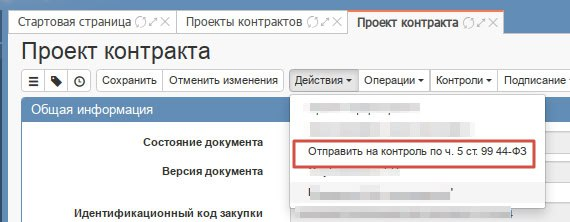 Стартовая страница Проекты контрактов Проект контракта
Проект контракта
Сохранить Отменить изменения Действия Операции Контроли Подписание
Общая информация
Отправить на контроль по ч. 5 ст. 99 44-ФЗ
Состояние документа
Версия документа
Идентификационный код закупки